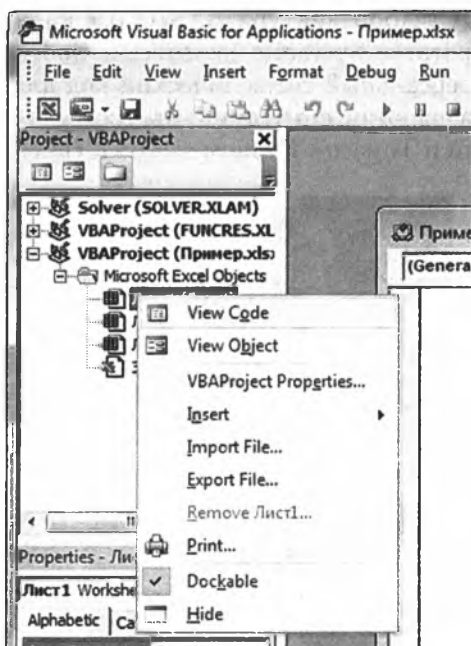 Microsoft Visual Basic for Applications - Пример.xlsx
File Edit View Insert Format Debug Run
Project - VBAProject
Solver (SOLVER.XLAM)
VBAProject (FUNCRES.XL
VBAProject (Пример.xls
Microsoft Excel Objects
Приме
(Genera
View Code
View Object
VBAProject Properties...
Insert
Import File...
Export File...
Remove Лист1...
Print...
Dockable
Hide
Properties - Ли
Лист1 Workshe
Alphabetic Ca